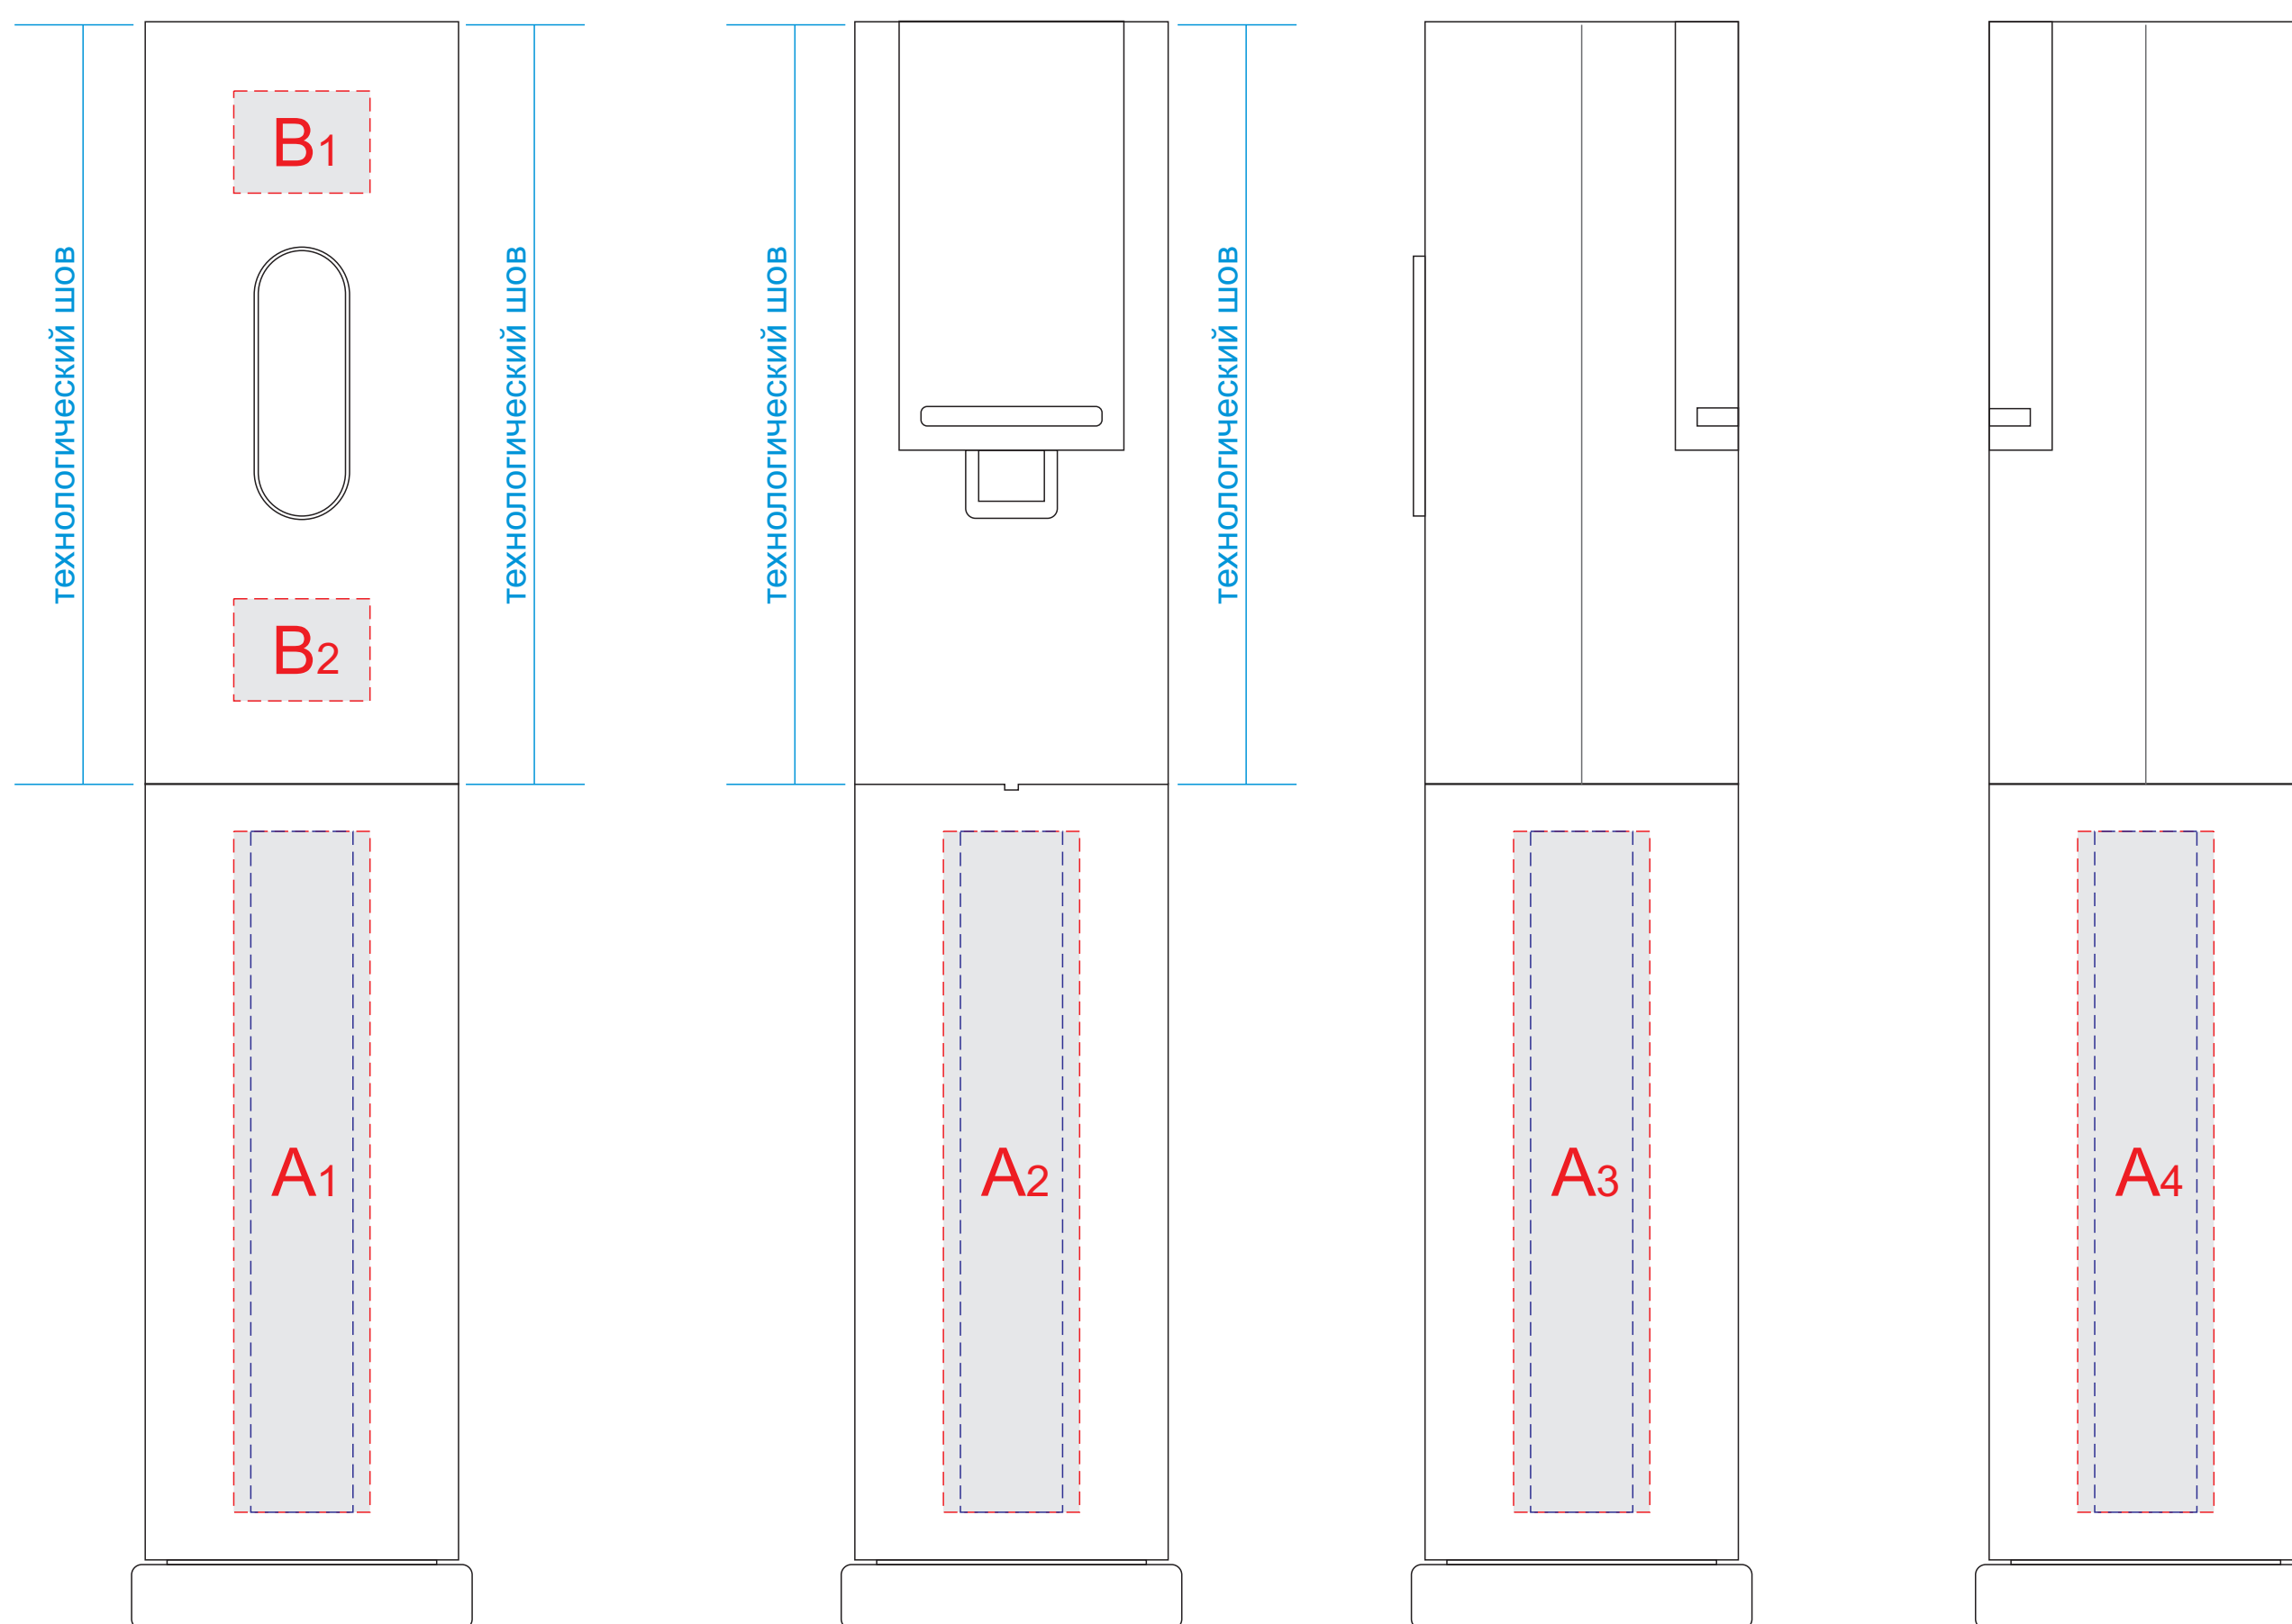 B1
технологический шов
технологический шов
технологический шов
технологический шов
B2
A1
A2
A3
A4